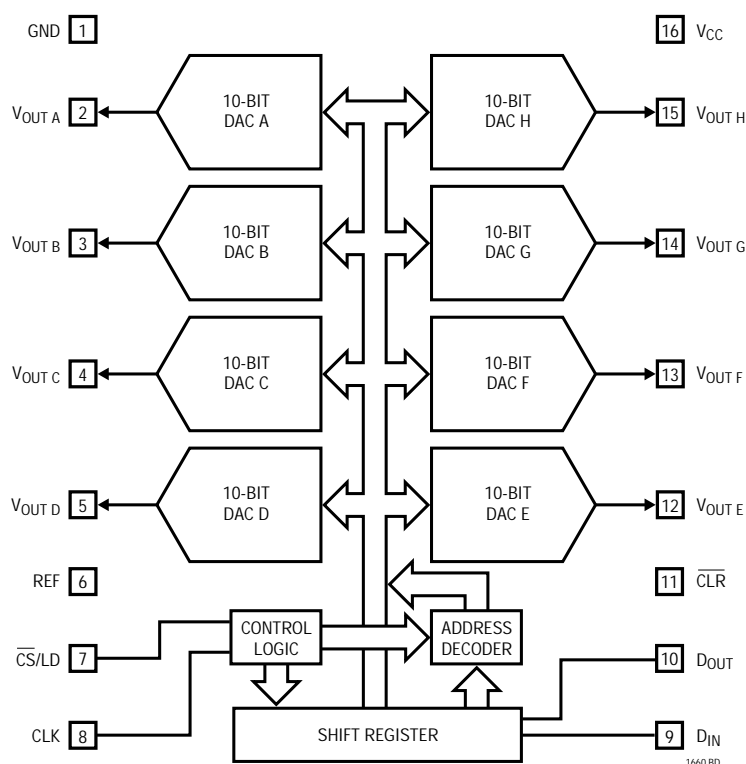 GND 1
16 VCC
VOUT A 2
10-BIT
DAC A
10-BIT
DAC H
15 VOUT H
VOUT B 3
10-BIT
DAC B
10-BIT
DAC G
14 VOUT G
VOUT C 4
10-BIT
DAC C
10-BIT
DAC F
13 VOUT F
VOUT D 5
10-BIT
DAC D
10-BIT
DAC E
12 VOUT E
REF 6
11 C̅L̅R̅
CONTROL
LOGIC
ADDRESS
DECODER
C̅S̅/LD 7
10 DOUT
CLK 8
SHIFT REGISTER
9 DIN
1660 BD